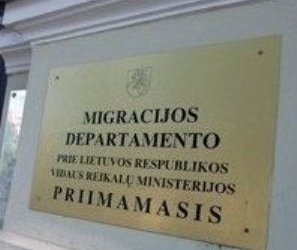 MIGRACIJOS
DEPARTAMENTO
PRIE LIETUVOS RESPUBLIKOS
VIDAUS REIKALŲ MINISTERIJOS
PRIIMAMASIS